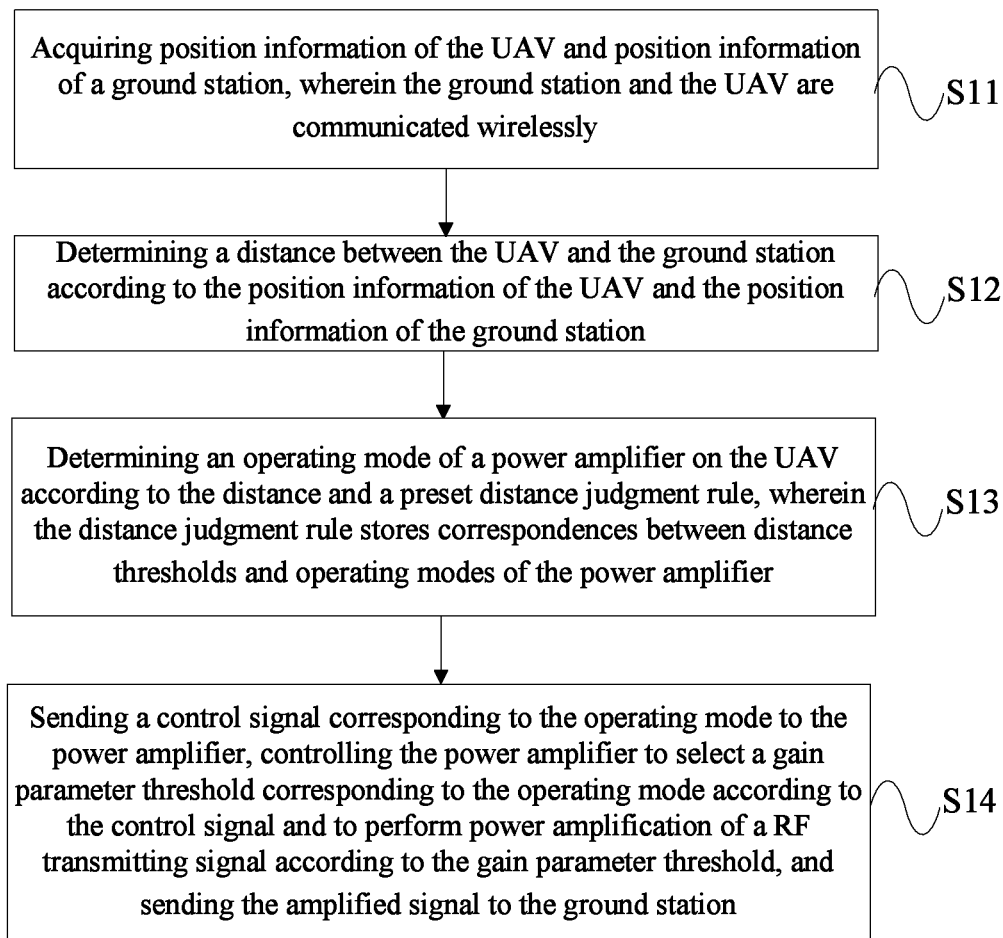 Acquiring position information of the UAV and position information
of a ground station, wherein the ground station and the UAV are
communicated wirelessly
S11
Determining a distance between the UAV and the ground station
according to the position information of the UAV and the position
information of the ground station
S12
Determining an operating mode of a power amplifier on the UAV
according to the distance and a preset distance judgment rule, wherein
the distance judgment rule stores correspondences between distance
thresholds and operating modes of the power amplifier
S13
Sending a control signal corresponding to the operating mode to the
power amplifier, controlling the power amplifier to select a gain
parameter threshold corresponding to the operating mode according to
the control signal and to perform power amplification of a RF
transmitting signal according to the gain parameter threshold, and
sending the amplified signal to the ground station
S14